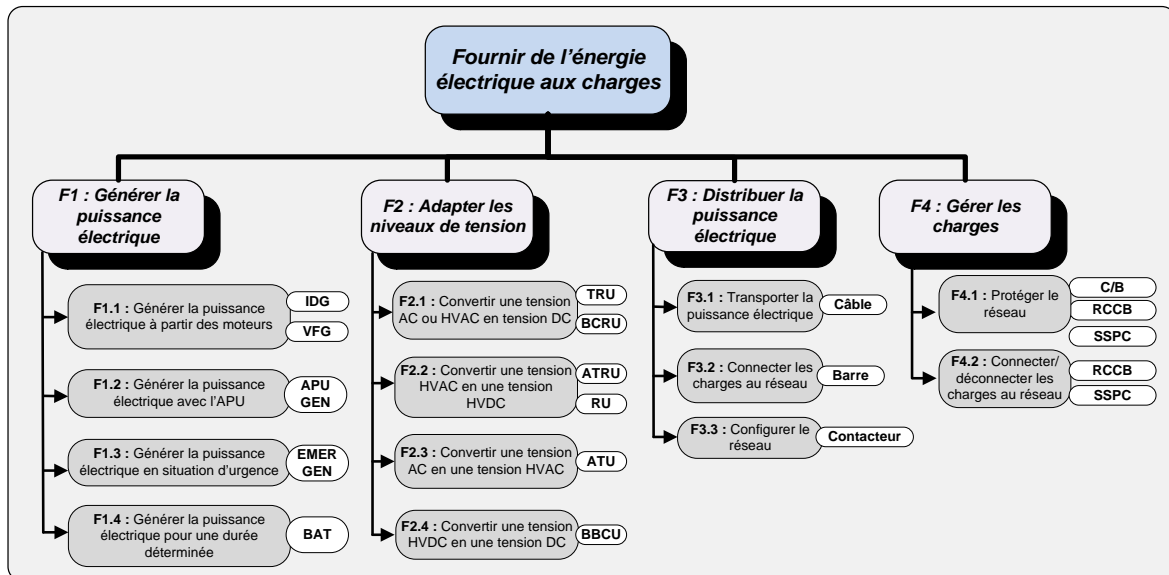 Fournir de l'énergie
électrique aux charges
F1 : Générer la
puissance
électrique
F1.1 : Générer la puissance
électrique à partir des moteurs
IDG
VFG
F1.2 : Générer la puissance
électrique avec l'APU
APU
GEN
F1.3 : Générer la puissance
électrique en situation d'urgence
EMER
GEN
F1.4 : Générer la puissance
électrique pour une durée
déterminée
BAT
F2 : Adapter les
niveaux de tension
F2.1 : Convertir une tension
AC ou HVAC en tension DC
TRU
BCRU
F2.2 : Convertir une tension
HVAC en une tension
HVDC
ATRU
RU
F2.3 : Convertir une tension
AC en une tension HVAC
ATU
F2.4 : Convertir une tension
HVDC en une tension DC
BBCU
F3 : Distribuer la
puissance
électrique
F3.1 : Transporter la
puissance électrique
Câble
F3.2 : Connecter les
charges au réseau
Barre
F3.3 : Configurer le
réseau
Contacteur
F4 : Gérer les
charges
F4.1 : Protéger le
réseau
C/B
RCCB
SSPC
F4.2 : Connecter/
déconnecter les
charges au réseau
RCCB
SSPC